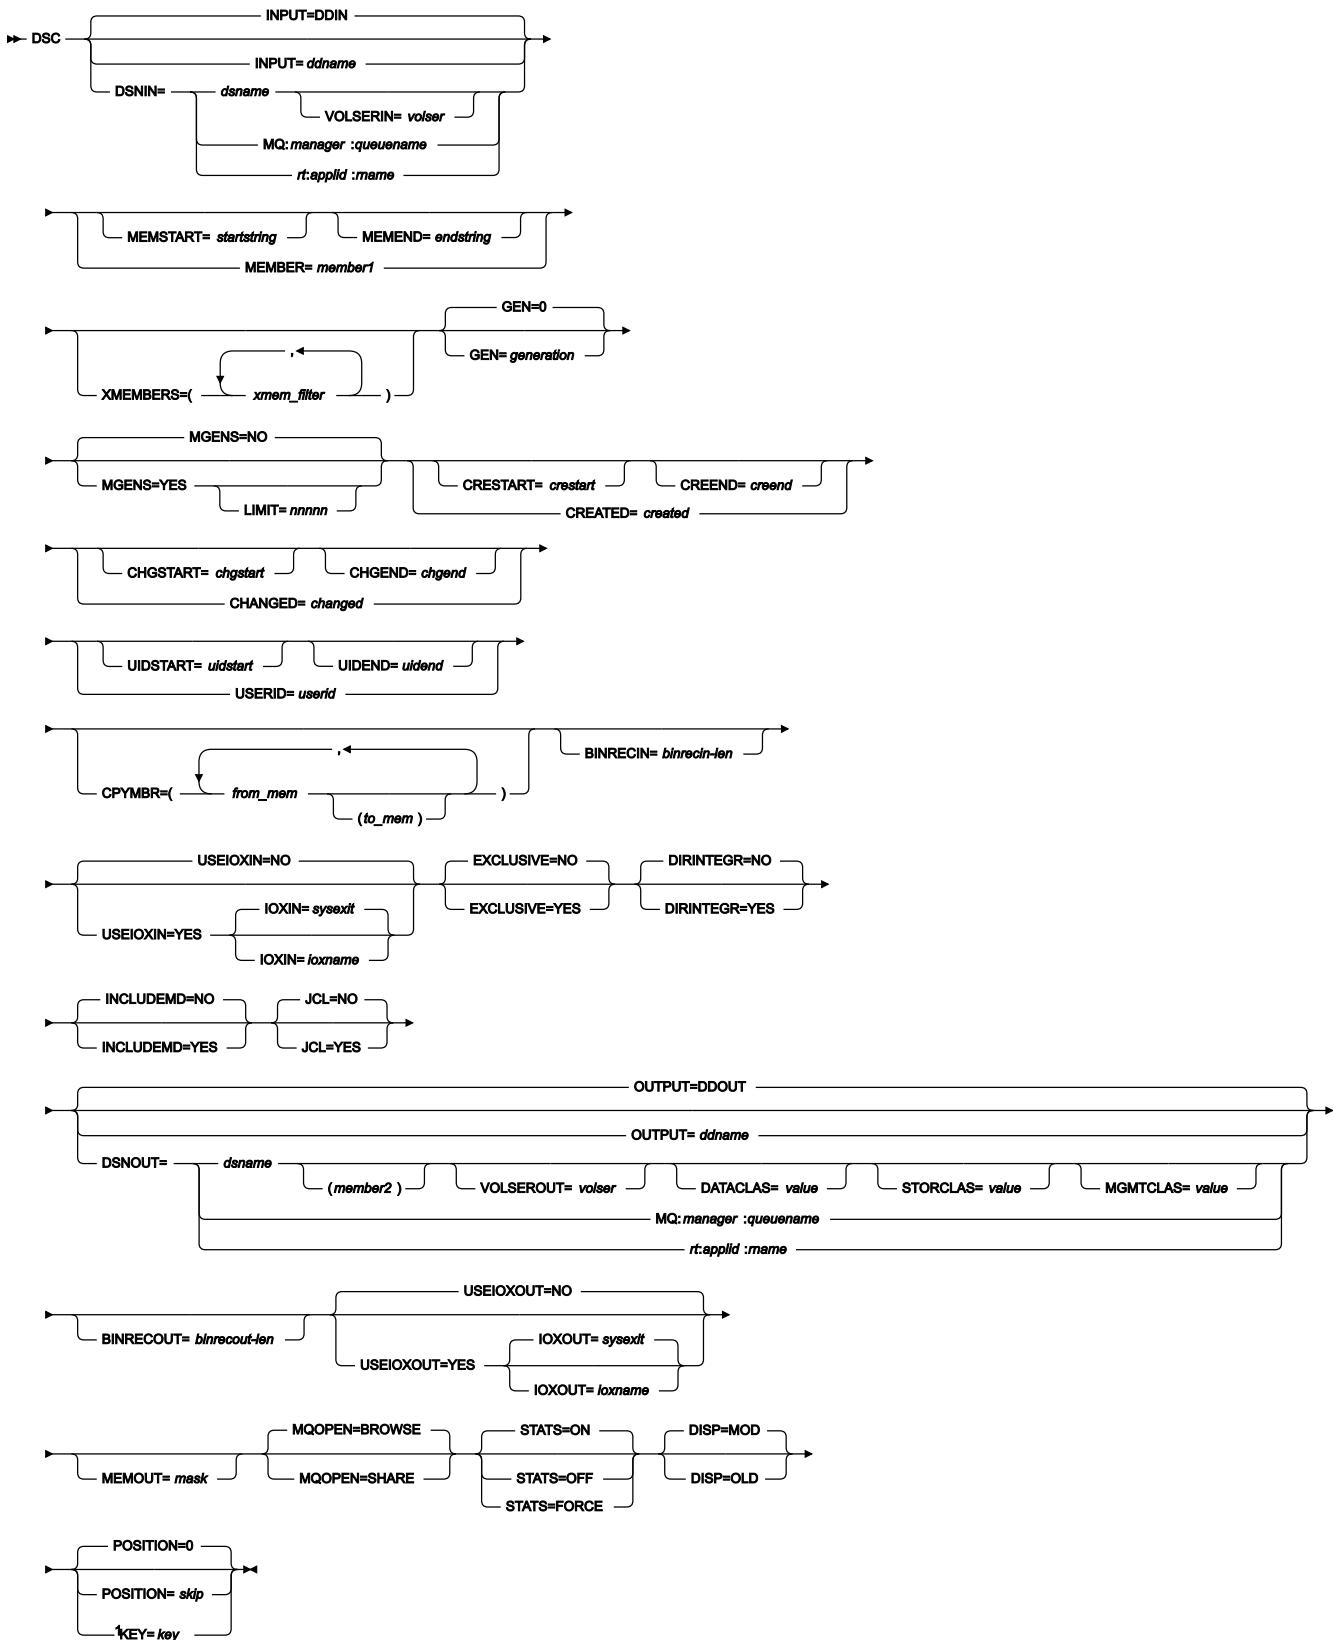 INPUT=DDIN
DSC
INPUT= ddname
DSNIN= dsname
VOLSERIN= volser
MQ:manager :queuename
rt:applid :rname
MEMSTART= startstring MEMEND= endstring
MEMBER= member1
GEN=0
GEN= generation
,
XMEMBERS=( xmem_filter )
MGENS=NO
MGENS=YES
LIMIT= nnnnn
CRESTART= crestart CREEND= creend
CREATED= created
CHGSTART= chgstart CHGEND= chgend
CHANGED= changed
UIDSTART= uidstart UIDEND= uidend
USERID= userid
,
CPYMBR=( from_mem )
(to_mem )
BINRECIN= binrecin-len
USEIOXIN=NO EXCLUSIVE=NO DIRINTEGR=NO
IOXIN= sysexit EXCLUSIVE=YES DIRINTEGR=YES
USEIOXIN=YES
IOXIN= ioxname
INCLUDEMD=NO JCL=NO
INCLUDEMD=YES JCL=YES
OUTPUT=DDOUT
OUTPUT= ddname
DSNOUT= dsname
(member2 ) VOLSEROUT= volser DATACLAS= value STORCLAS= value MGMTCLAS= value
MQ:manager :queuename
rt:applid :rname
USEIOXOUT=NO
BINRECOUT= binrecout-len IOXOUT= sysexit
USEIOXOUT=YES
IOXOUT= ioxname
MQOPEN=BROWSE STATS=ON DISP=MOD
MEMOUT= mask MQOPEN=SHARE STATS=OFF DISP=OLD
STATS=FORCE
POSITION=0
POSITION= skip
1KEY= key